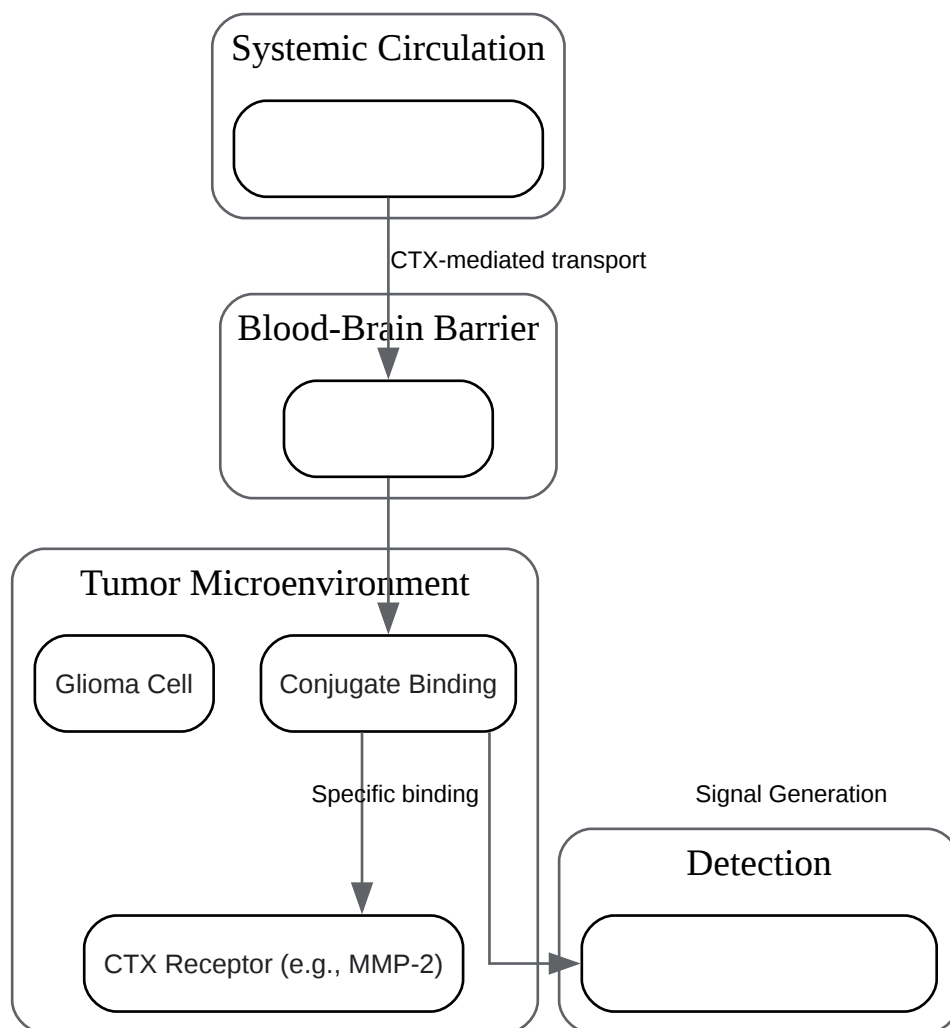 Systemic Circulation
CTX-mediated transport
Blood-Brain Barrier
Tumor Microenvironment
Glioma Cell
Conjugate Binding
Specific binding
Signal Generation
Detection
CTX Receptor (e.g., MMP-2)